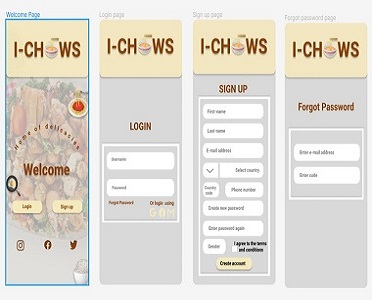 Welcome Page
I-CHOWS
Home of delicacies
Welcome
Login
Sign up
Login page
I-CHOWS
LOGIN
Username
Password
Forgot Password
Or login using
G M
Sign up page
I-CHOWS
SIGN UP
First name
Last name
E-mail address
Select country
Country code
Phone number
Create new password
Enter password again
Gender
I agree to the terms and conditions
Create account
Forgot password page
I-CHOWS
Forgot Password
Enter e-mail address
Enter code